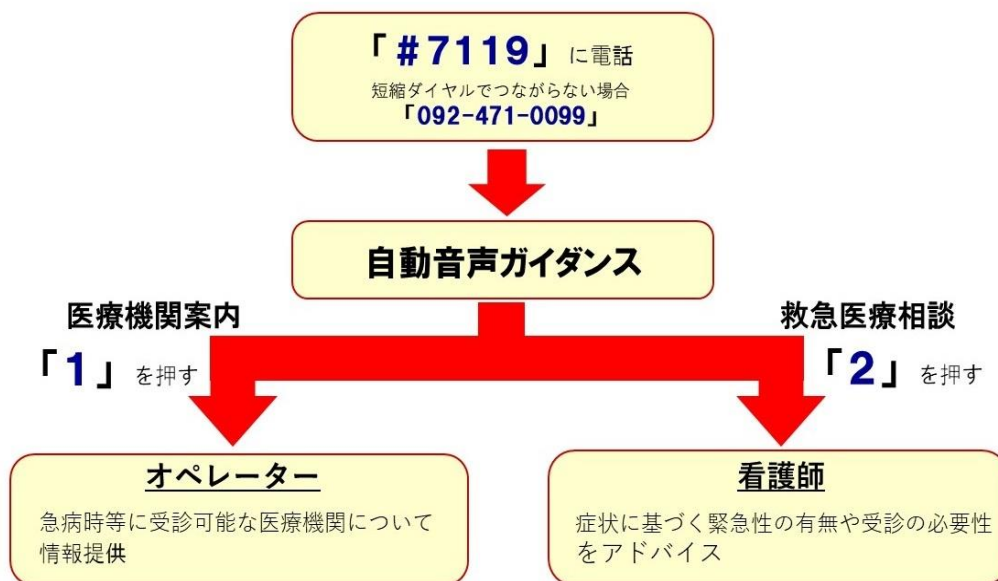 「#7119」に電話
短縮ダイヤルでつながらない場合
「092-471-0099」
自動音声ガイダンス
医療機関案内
「1」を押す
救急医療相談
「2」を押す
オペレーター
急病時等に受診可能な医療機関について
情報提供
看護師
症状に基づく緊急性の有無や受診の必要性
をアドバイス